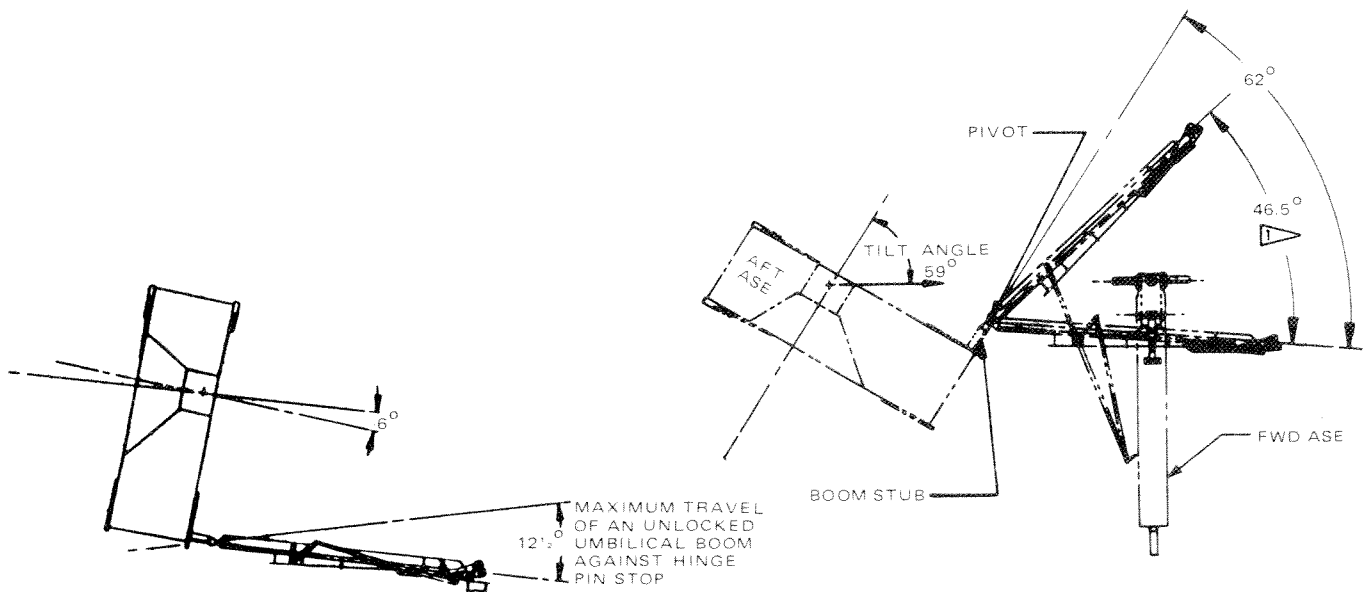 6°
MAXIMUM TRAVEL
OF AN UNLOCKED
12½° UMBILICAL BOOM
AGAINST HINGE
PIN STOP
62°
PIVOT
46.5°
1
TILT ANGLE
59°
AFT
ASE
FWD ASE
BOOM STUB